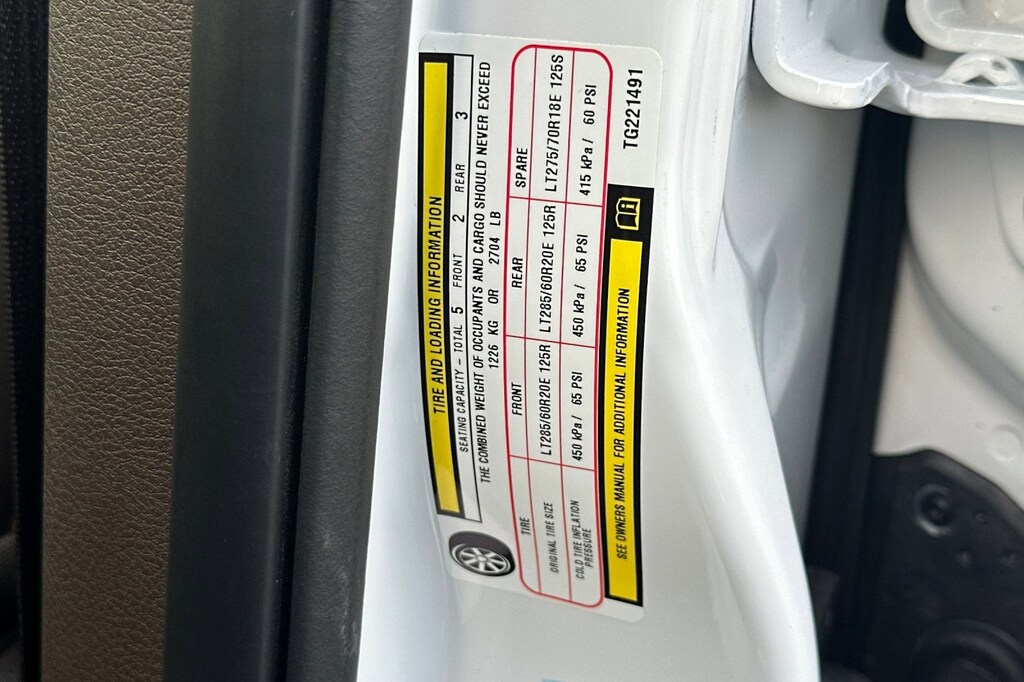 TIRE AND LOADING INFORMATION
SEATING CAPACITY - TOTAL 5 FRONT 2 REAR 3
THE COMBINED WEIGHT OF OCCUPANTS AND CARGO SHOULD NEVER EXCEED
1226 KG OR 2704 LB
TIRE FRONT REAR SPARE
ORIGINAL TIRE SIZE LT285/60R20E 125R LT285/60R20E 125R LT275/70R18E 125S
COLD TIRE INFLATION PRESSURE 450 kPa / 65 PSI 450 kPa / 65 PSI 415 kPa / 60 PSI
SEE OWNERS MANUAL FOR ADDITIONAL INFORMATION
TG221491